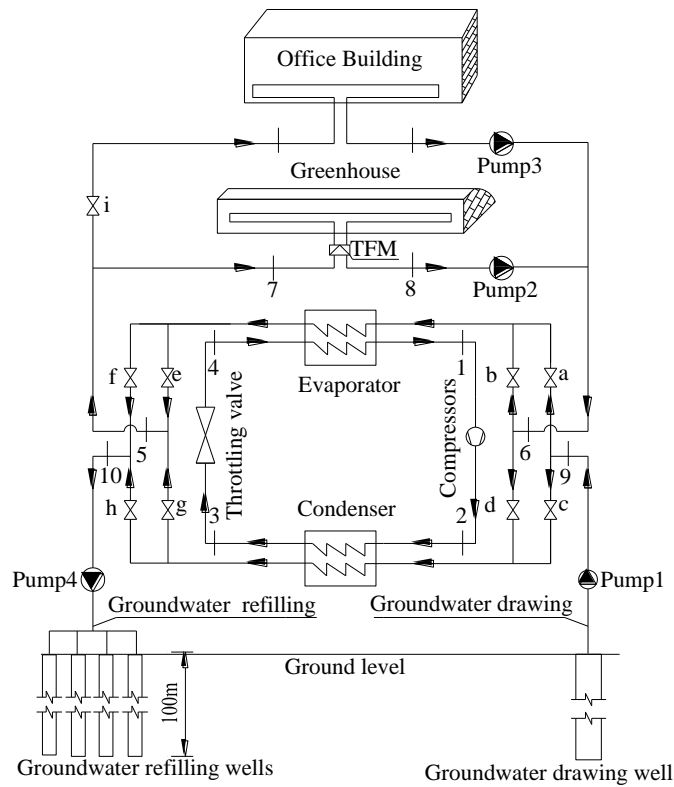 Office Building
Pump3
Greenhouse
i
TFM
7
8
Pump2
f
e
4
1
b
a
Evaporator
Throttling valve
Compressors
5
6
10
9
h
g
3
Condenser
2
d
c
Pump4
Pump1
Groundwater refilling
Groundwater drawing
Ground level
100m
Groundwater refilling wells
Groundwater drawing well